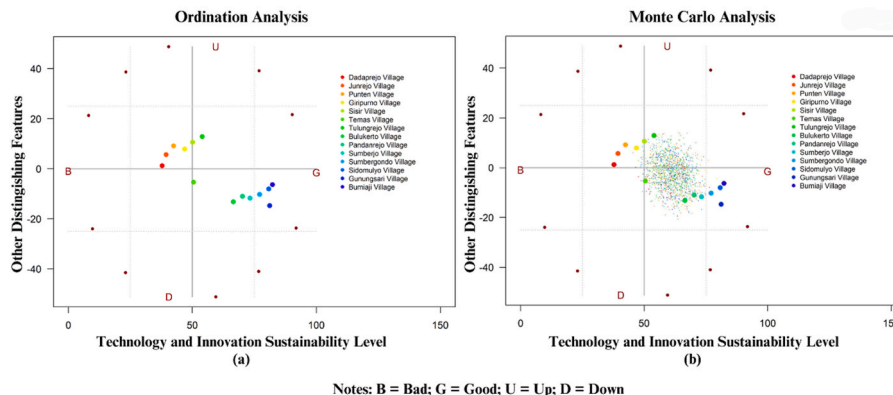 Ordination Analysis
Other Distingishing Features
40
20
0
-20
-40
U
B
G
D
Dadaprejo Village
Junrejo Village
Punten Village
Giripurno Village
Sisir Village
Temas Village
Tulungrejo Village
Bulukerto Village
Pandanrejo Village
Sumberjo Village
Sumbergondo Village
Sidomulyo Village
Gunungsari Village
Bumiaji Village
0 50 100 150
Technology and Innovation Sustainability Level
(a)
Monte Carlo Analysis
Other Distingishing Features
40
20
0
-20
-40
U
B
G
D
Dadaprejo Village
Junrejo Village
Punten Village
Giripurno Village
Sisir Village
Temas Village
Tulungrejo Village
Bulukerto Village
Pandanrejo Village
Sumberjo Village
Sumbergondo Village
Sidomulyo Village
Gunungsari Village
Bumiaji Village
0 50 100 150
Technology and Innovation Sustainability Level
(b)
Notes: B = Bad; G = Good; U = Up; D = Down